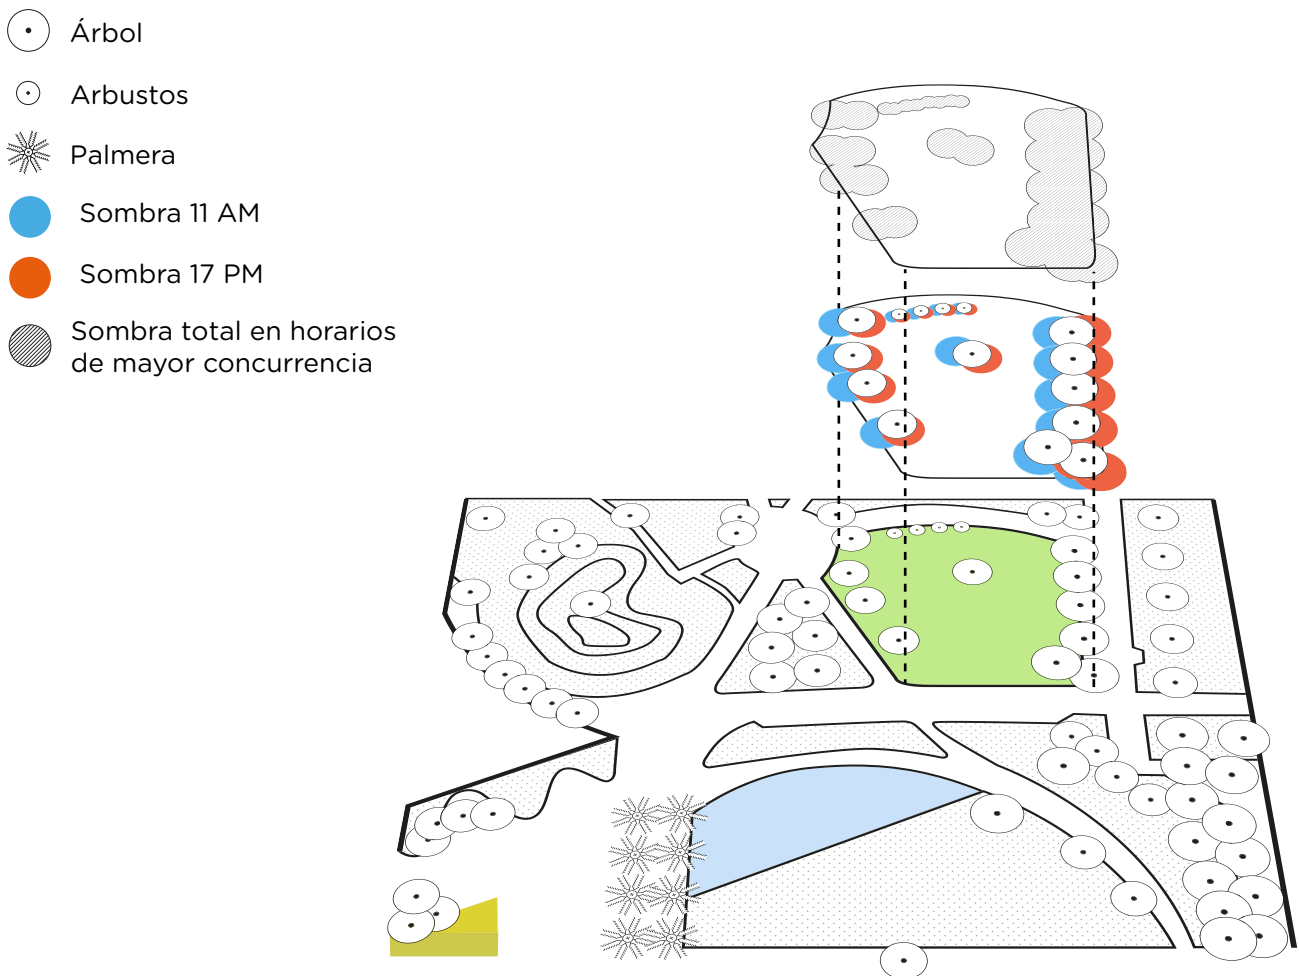 Árbol
Arbustos
Palmera
Sombra 11 AM
Sombra 17 PM
Sombra total en horarios
de mayor concurrencia